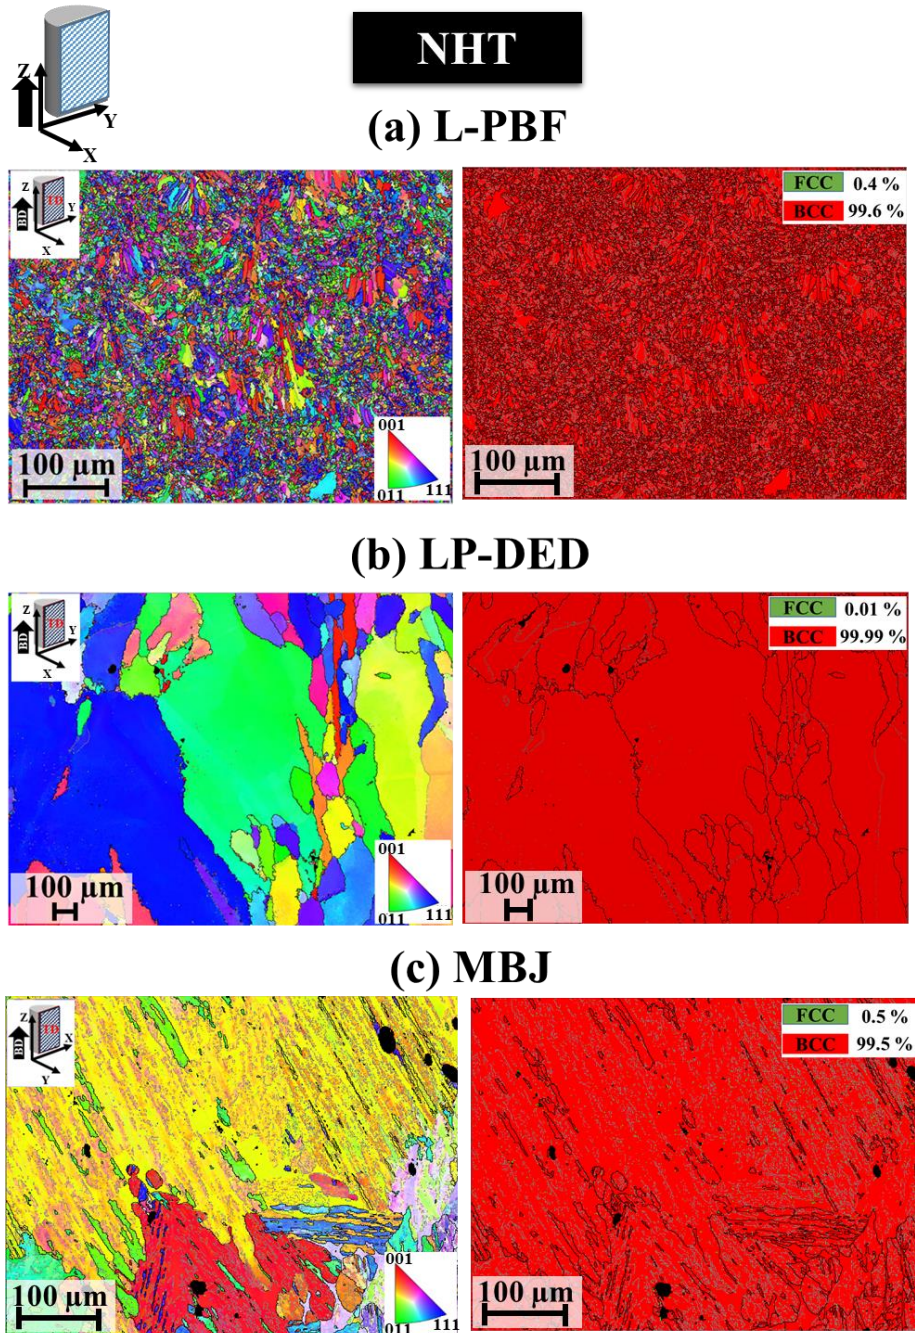 NHT
Z
Y
X
(a) L-PBF
Z
TD
Y
BD
X
001
011
111
100 µm
FCC 0.4 %
BCC 99.6 %
100 µm
(b) LP-DED
Z
TD
Y
BD
X
001
011
111
100 µm
FCC 0.01 %
BCC 99.99 %
100 µm
(c) MBJ
Z
X
TD
BD
Y
001
011
111
100 µm
FCC 0.5 %
BCC 99.5 %
100 µm